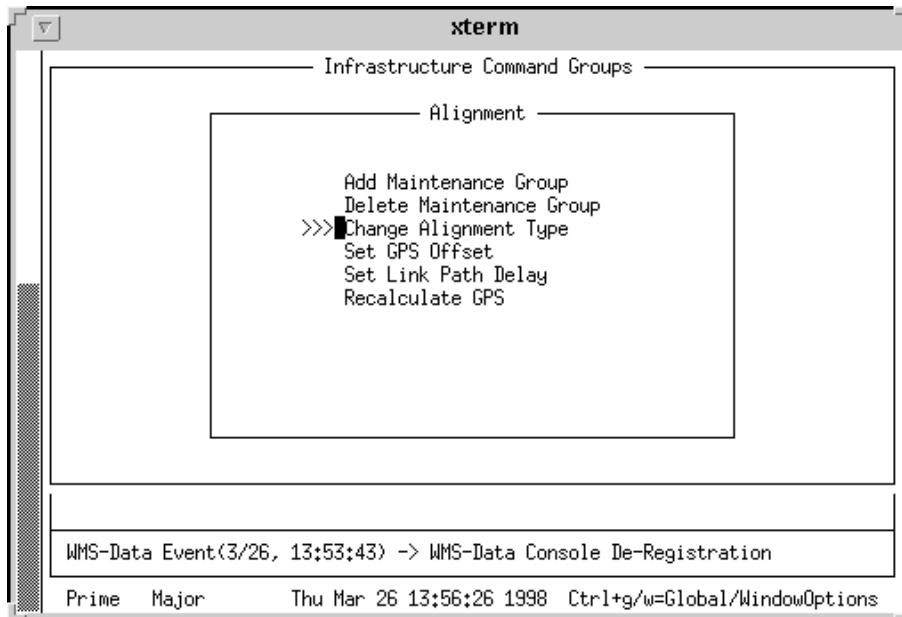 xterm
Infrastructure Command Groups
Alignment
Add Maintenance Group
Delete Maintenance Group
>>>Change Alignment Type
Set GPS Offset
Set Link Path Delay
Recalculate GPS
WMS-Data Event(3/26, 13:53:43) -> WMS-Data Console De-Registration
Prime Major Thu Mar 26 13:56:26 1998 Ctrl+g/w=Global/WindowOptions